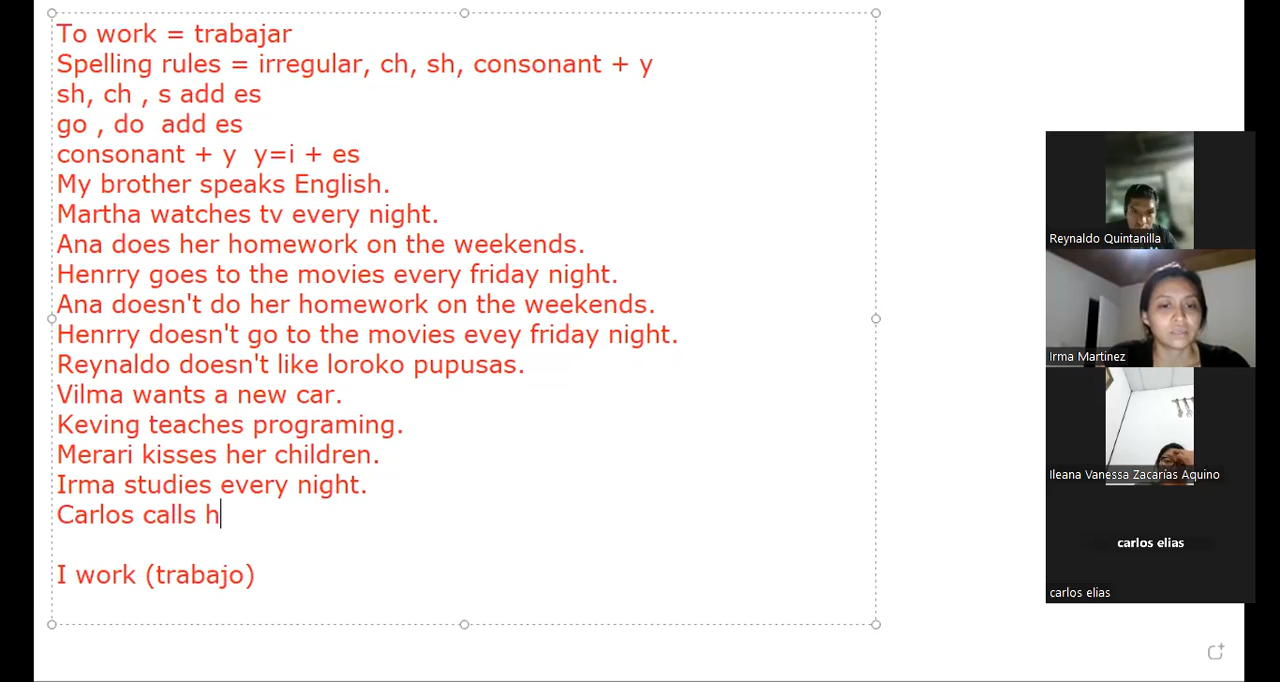 To work = trabajar
Spelling rules = irregular, ch, sh, consonant + y
sh, ch , s add es
go , do  add es
consonant + y  y=i + es
My brother speaks English.
Martha watches tv every night.
Ana does her homework on the weekends.
Henrry goes to the movies every friday night.
Ana doesn't do her homework on the weekends.
Henrry doesn't go to the movies evey friday night.
Reynaldo doesn't like loroko pupusas.
Vilma wants a new car.
Keving teaches programing.
Merari kisses her children.
Irma studies every night.
Carlos calls h
I work (trabajo)
Reynaldo Quintanilla
Irma Martinez
Ileana Vanessa Zacarias Aquino
carlos elias
carlos elias